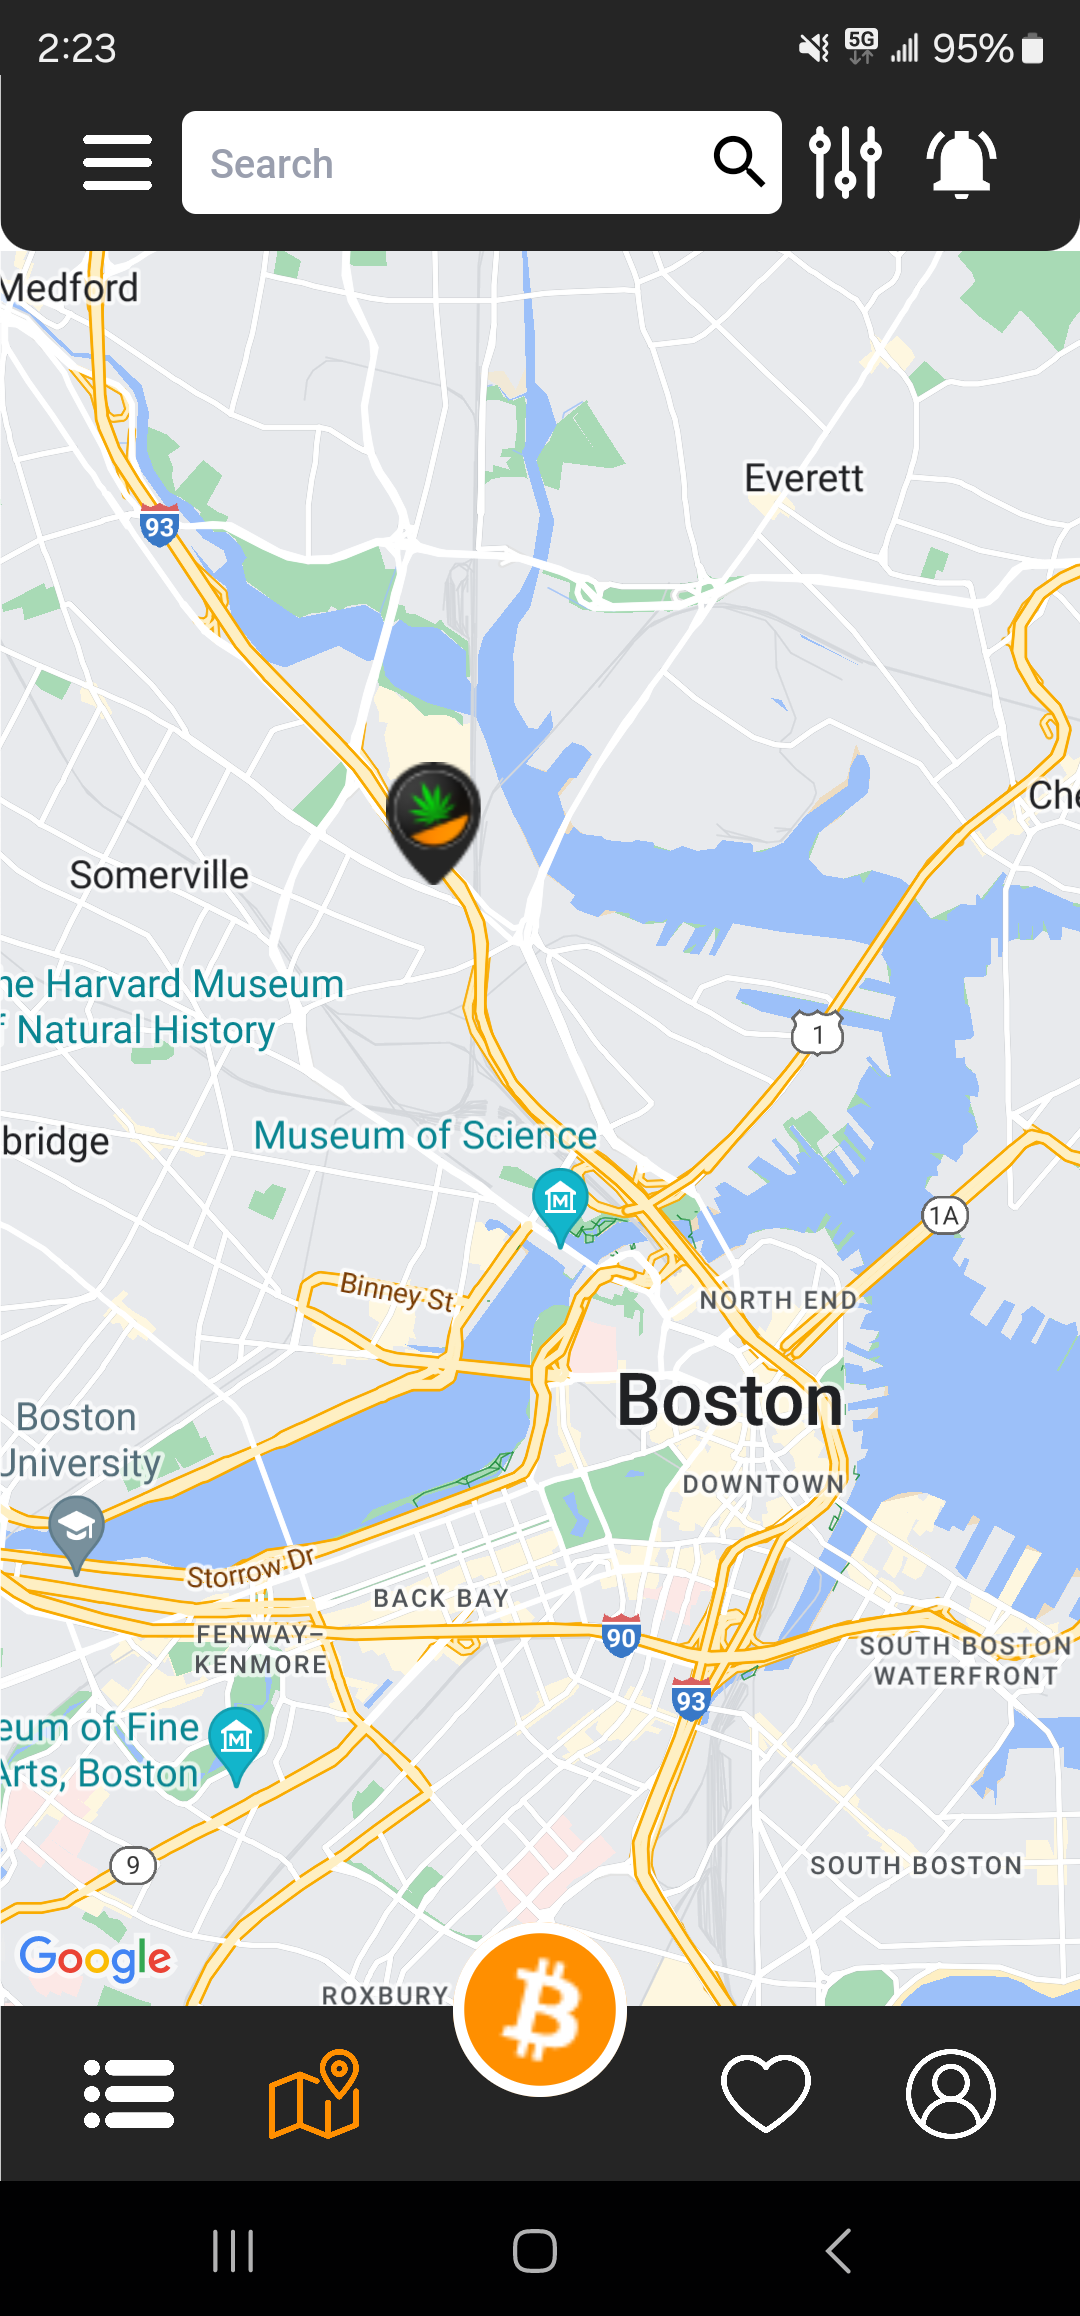 2:23
5G
95%
Search
Medford
Everett
93
Che
Somerville
he Harvard Museum
f Natural History
1
bridge
Museum of Science
1A
Binney St
NORTH END
Boston
Boston
University
DOWNTOWN
Storrow Dr
BACK BAY
FENWAY–
KENMORE
90
SOUTH BOSTON
WATERFRONT
93
eum of Fine
Arts, Boston
9
SOUTH BOSTON
Google
ROXBURY